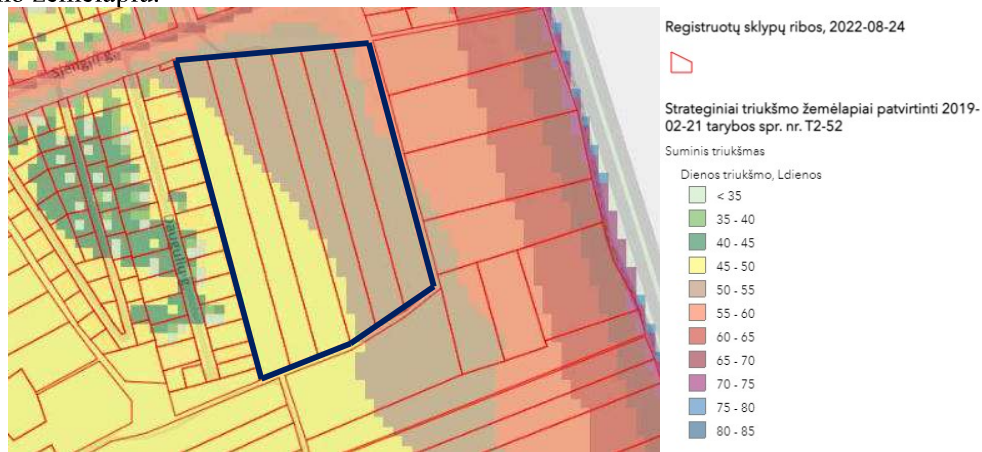 Registruotų sklypų ribos, 2022-08-24
Strateginiai triukšmo žemėlapiai patvirtinti 2019-
02-21 tarybos spr. nr. T2-52
Suminis triukšmas
Dienos triukšmo, Ldienos
< 35
35 - 40
40 - 45
45 - 50
50 - 55
55 - 60
60 - 65
65 - 70
70 - 75
75 - 80
80 - 85